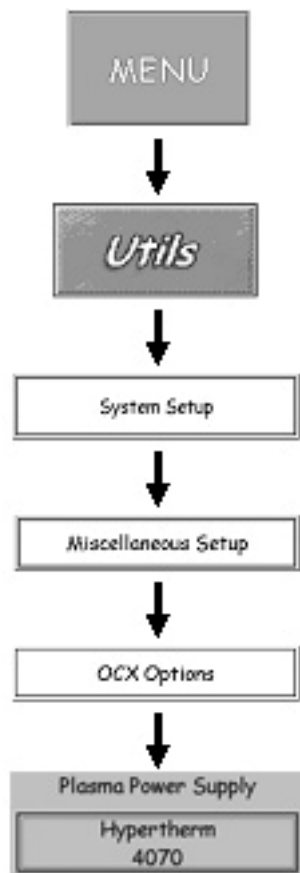 MENU
Utils
System Setup
Miscellaneous Setup
OCX Options
Plasma Power Supply
Hypertherm
4070